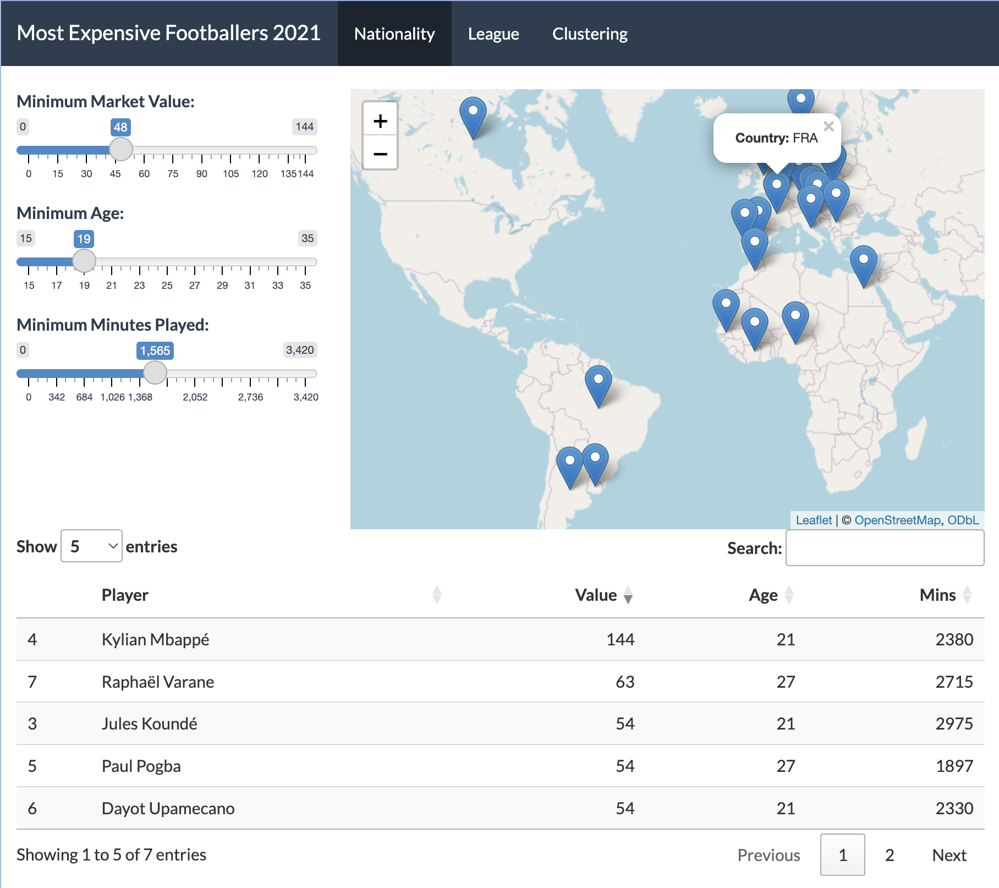 Most Expensive Footballers 2021 Nationality League Clustering
Minimum Market Value:
0 48 144
0 15 30 45 60 75 90 105 120 135 144
Minimum Age:
15 19 35
15 17 19 21 23 25 27 29 31 33 35
Minimum Minutes Played:
0 1,565 3,420
0 342 684 1,026 1,368 2,052 2,736 3,420
+
−
Country: FRA ×
Leaflet | © OpenStreetMap, ODbL
Show 5 entries Search:
Player Value Age Mins
4 Kylian Mbappé 144 21 2380
7 Raphaël Varane 63 27 2715
3 Jules Koundé 54 21 2975
5 Paul Pogba 54 27 1897
6 Dayot Upamecano 54 21 2330
Showing 1 to 5 of 7 entries Previous 1 2 Next